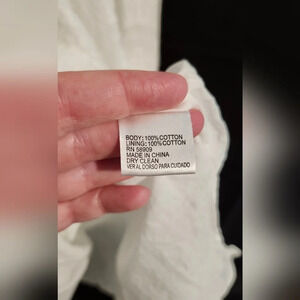 BODY: 100%COTTON
LINING: 100%COTTON
RN 58909
MADE IN CHINA
DRY CLEAN
VER AL DORSO PARA CUIDADO